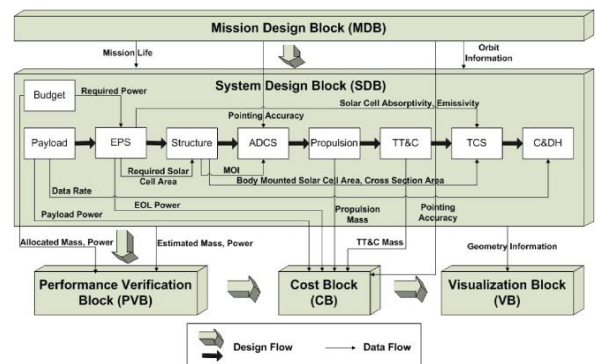 Mission Design Block (MDB)
Mission Life
Orbit
Information
System Design Block (SDB)
Budget
Required Power
Solar Cell Absorptivity, Emissivity
Pointing Accuracy
Payload
EPS
Structure
ADCS
Propulsion
TT&C
TCS
C&DH
Required Solar
Cell Area
MOI
Body Mounted Solar Cell Area, Cross Section Area
Data Rate
EOL Power
Payload Power
Propulsion
Mass
Pointing
Accuracy
Allocated Mass, Power
Estimated Mass, Power
TT&C Mass
Geometry Information
Performance Verification
Block (PVB)
Cost Block
(CB)
Visualization Block
(VB)
Design Flow
Data Flow